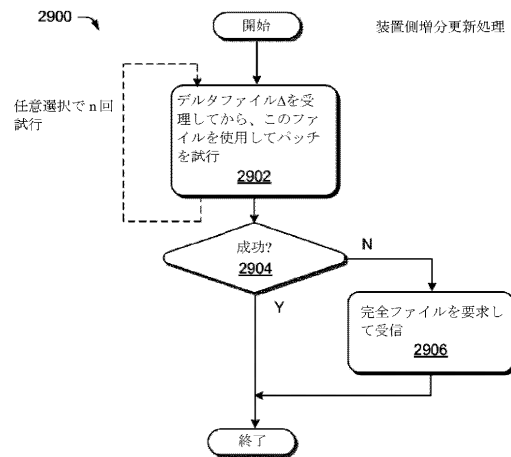 2900
開始
装置側増分更新処理
任意選択でn回
試行
デルタファイルΔを受
理してから、このファ
イルを使用してパッチ
を試行
2902
成功?
2904
N
Y
完全ファイルを要求し
て受信
2906
終了